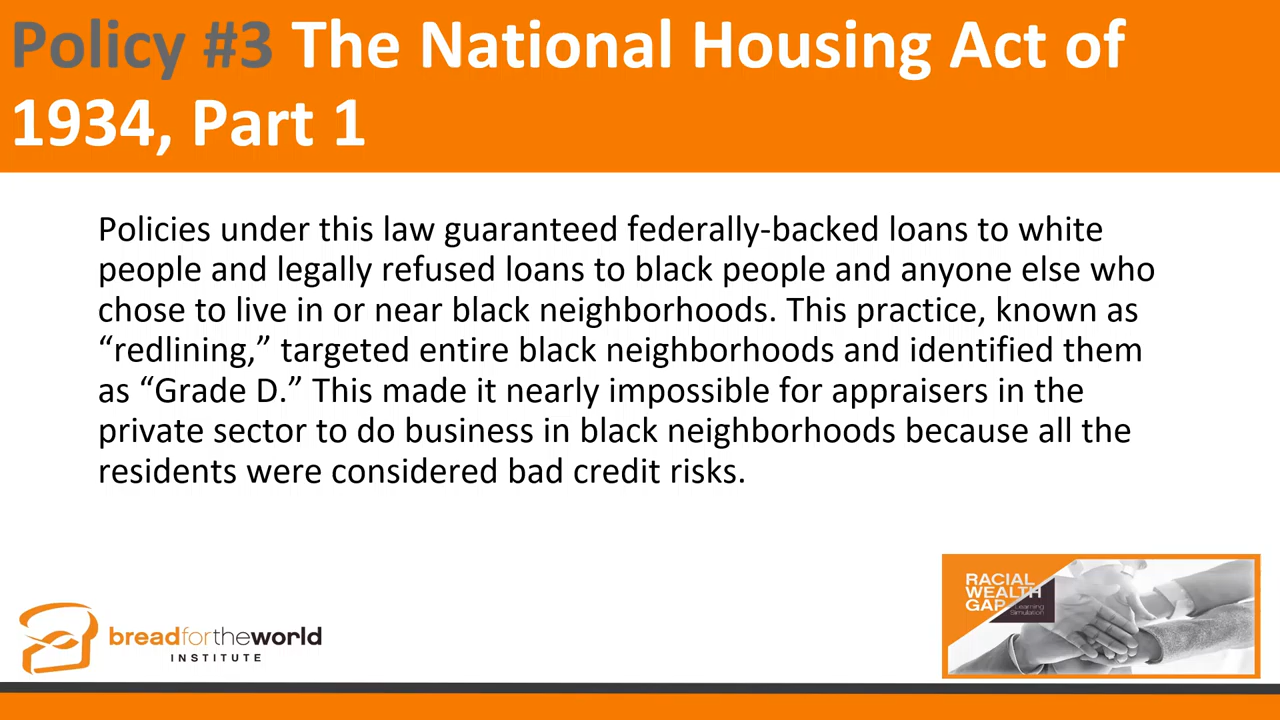 Policy #3 The National Housing Act of
1934, Part 1
Policies under this law guaranteed federally-backed loans to white
people and legally refused loans to black people and anyone else who
chose to live in or near black neighborhoods. This practice, known as
“redlining,” targeted entire black neighborhoods and identified them
as “Grade D.” This made it nearly impossible for appraisers in the
private sector to do business in black neighborhoods because all the
residents were considered bad credit risks.
RACIAL
WEALTH
GAP Learning
Simulation
breadfortheworld
INSTITUTE